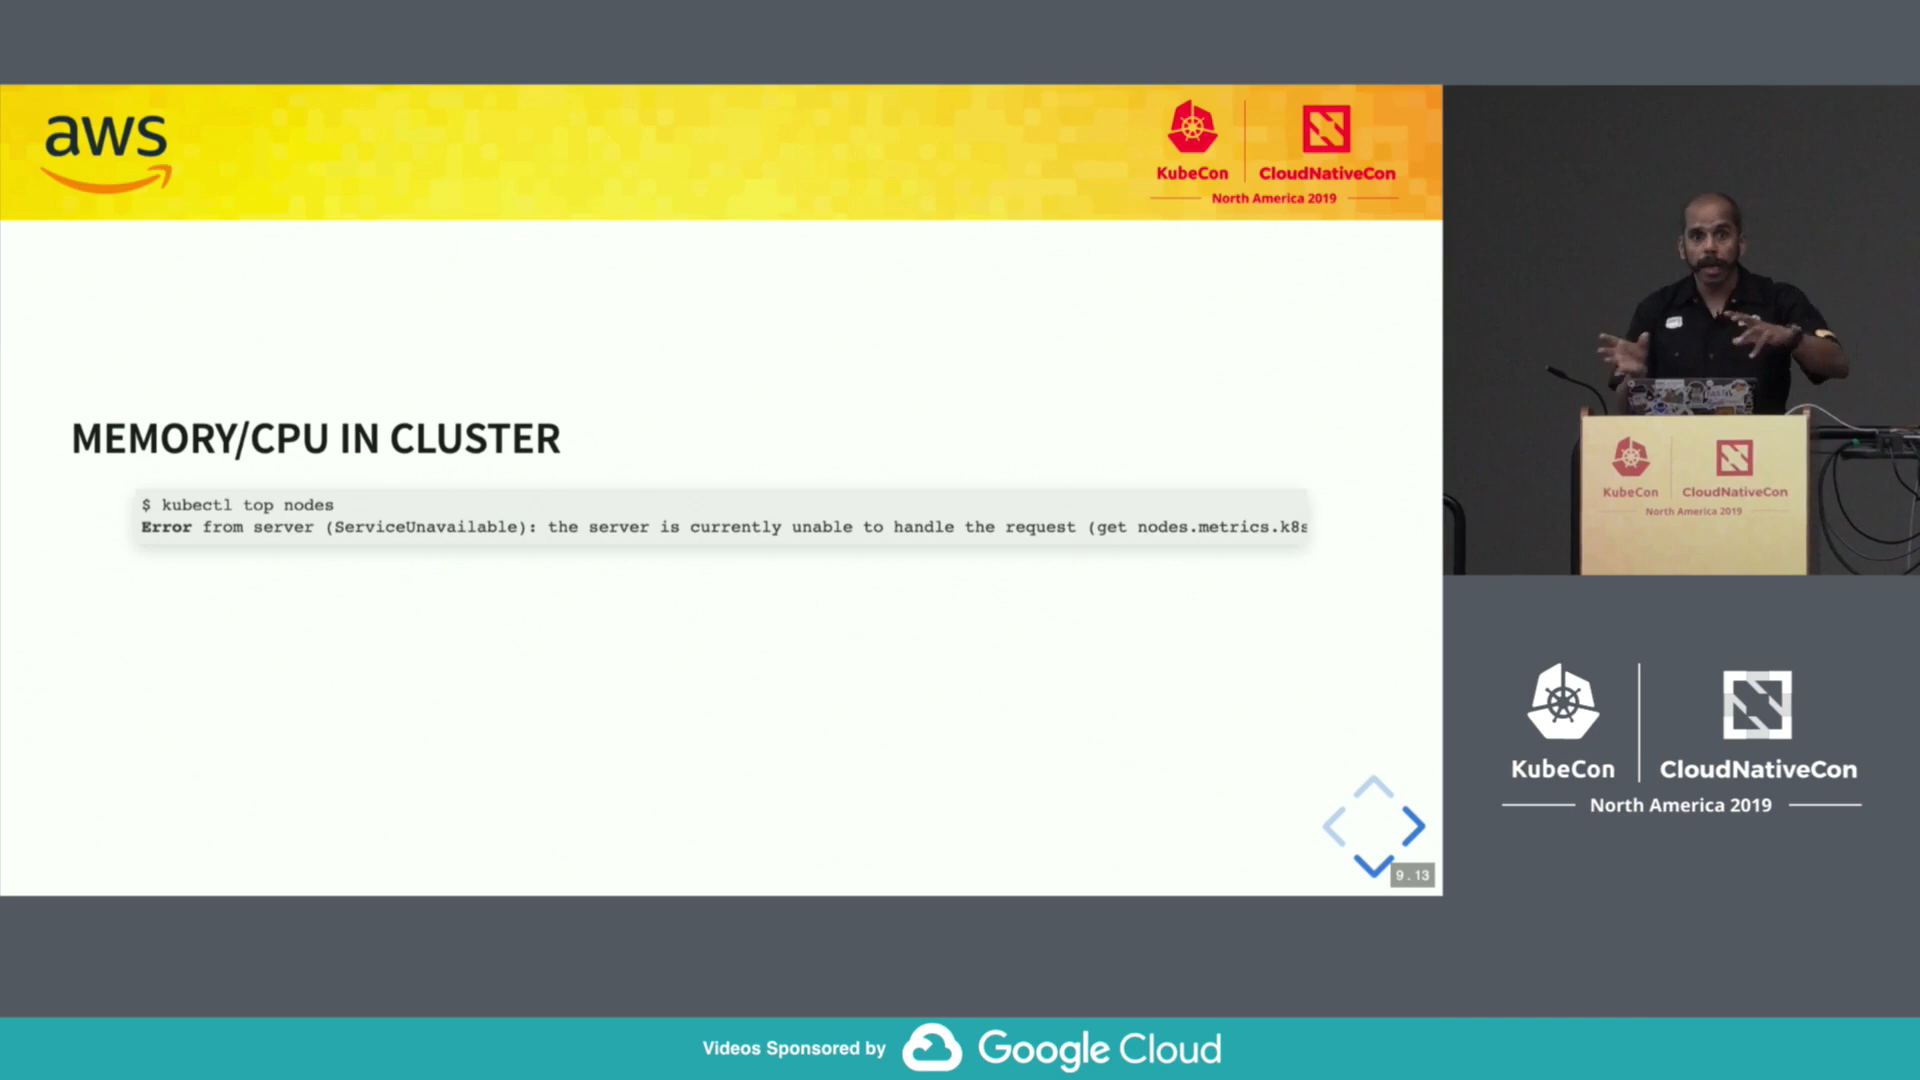 aws
KubeCon
CloudNativeCon
North America 2019
MEMORY/CPU IN CLUSTER
$ kubectl top nodes
Error from server (ServiceUnavailable): the server is currently unable to handle the request (get nodes.metrics.k8s
9.13
KubeCon
CloudNativeCon
North America 2019
KubeCon
CloudNativeCon
North America 2019
Videos Sponsored by Google Cloud